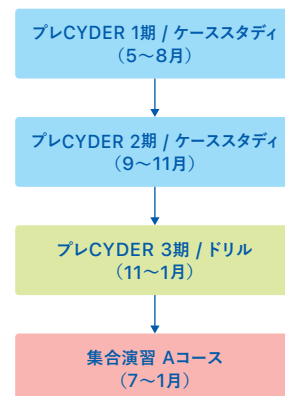 プレCYDER 1期 / ケーススタディ
（5〜8月）
プレCYDER 2期 / ケーススタディ
（9〜11月）
プレCYDER 3期 / ドリル
（11〜1月）
集合演習 Aコース
（7〜1月）